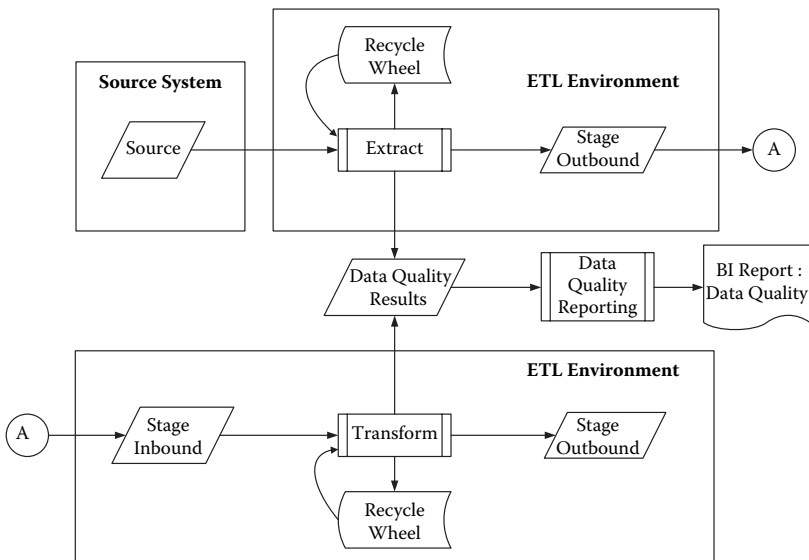 Recycle
Wheel
Source System
ETL Environment
Source
Extract
Stage
Outbound
A
Data Quality
Results
Data
Quality
Reporting
BI Report :
Data Quality
ETL Environment
A
Stage
Inbound
Transform
Stage
Outbound
Recycle
Wheel